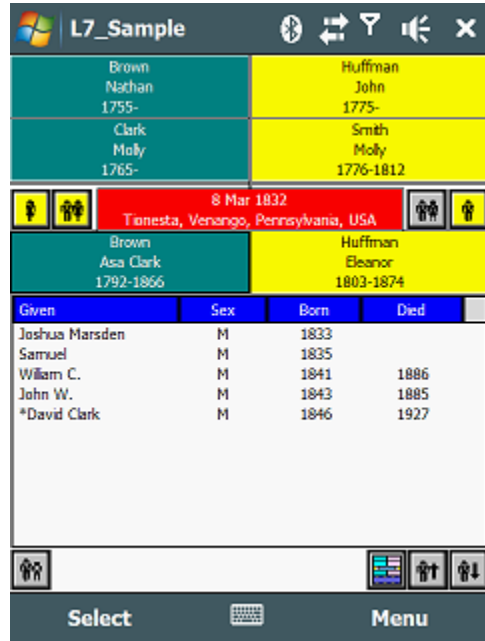 L7_Sample
Brown
Nathan
1755-
Huffman
John
1775-
Clark
Molly
1765-
Smith
Molly
1776-1812
8 Mar 1832
Tionesta, Venango, Pennsylvania, USA
Brown
Asa Clark
1792-1866
Huffman
Eleanor
1803-1874
Given Sex Born Died
Joshua Marsden M 1833
Samuel M 1835
William C. M 1841 1886
John W. M 1843 1885
*David Clark M 1846 1927
Select Menu